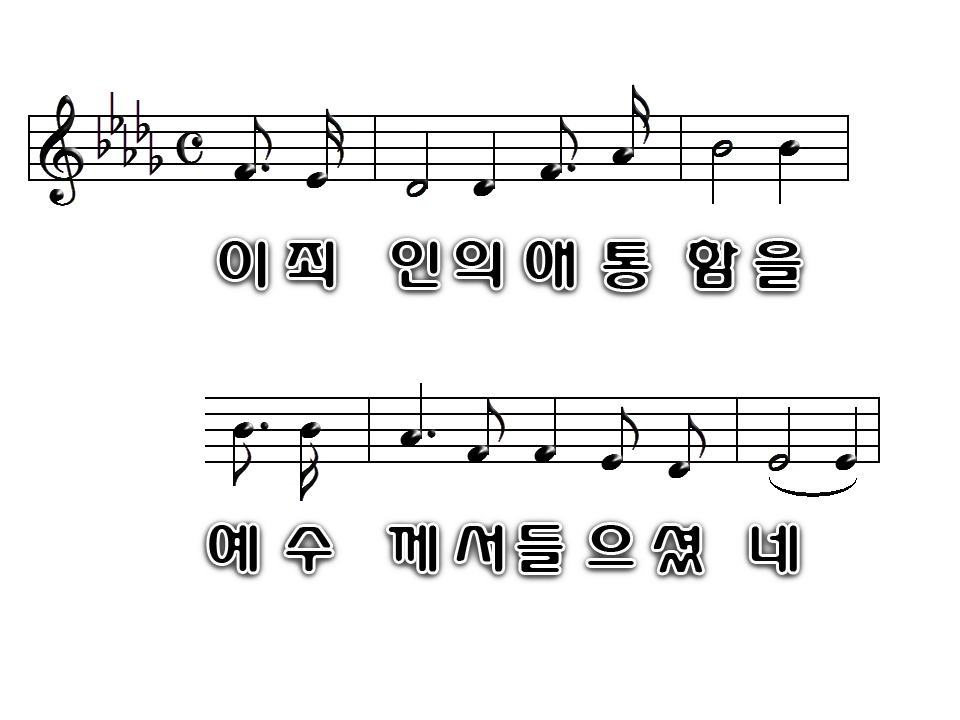 이 죄 인의 애 통 함 을
예 수 께 서 들 으 셨 네